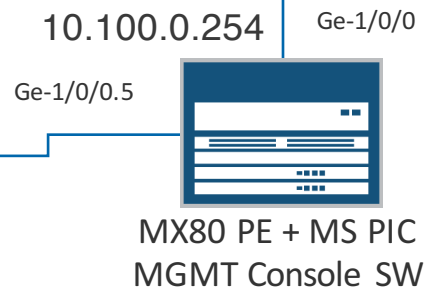 10.100.0.254
Ge-1/0/0
Ge-1/0/0.5
MX80 PE + MS PIC
MGMT Console SW